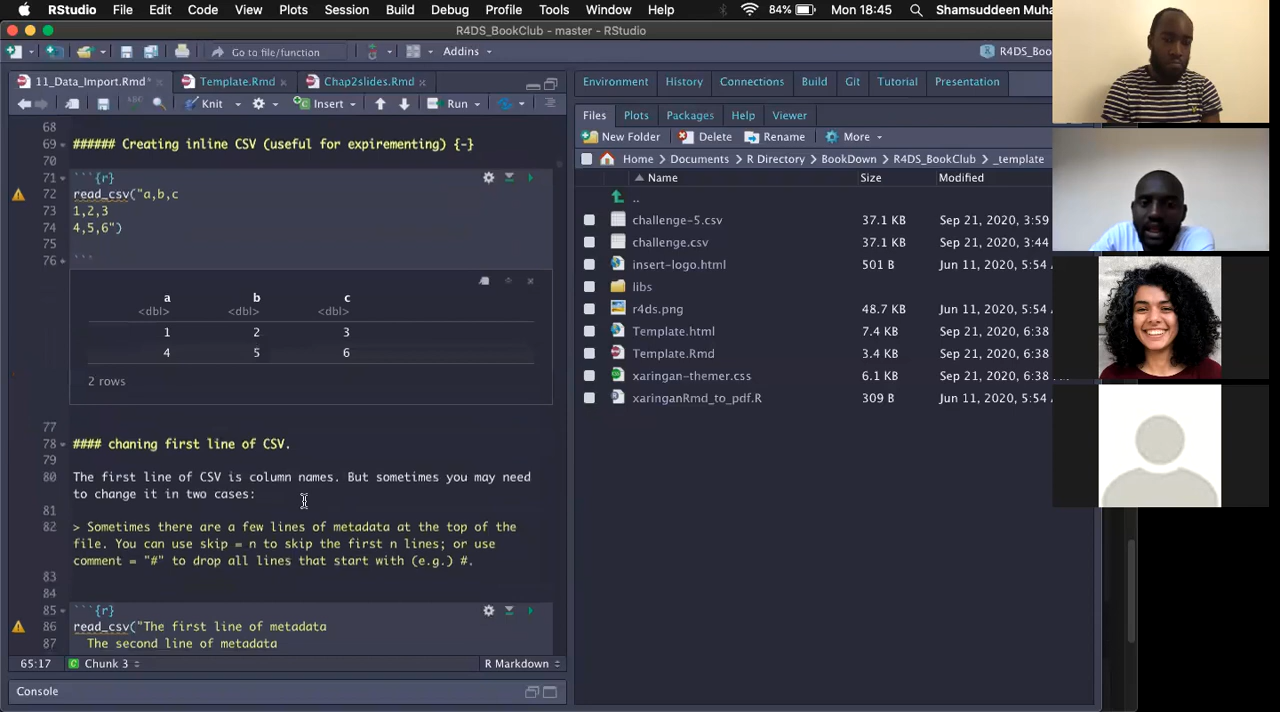 RStudio File Edit Code View Plots Session Build Debug Profile Tools Window Help 84% Mon 18:45 Shamsuddeen Muha
R4DS_BookClub - master - RStudio
Go to file/function Addins R4DS_Boo
11_Data_Import.Rmd* Template.Rmd Chap2slides.Rmd
Knit Insert Run
68
69 ###### Creating inline CSV (useful for expirementing) {-}
70
71 ```{r}
72 read_csv("a,b,c
73 1,2,3
74 4,5,6")
75
76 ```
a b c
<dbl> <dbl> <dbl>
1 2 3
4 5 6
2 rows
77
78 #### chaning first line of CSV.
79
80 The first line of CSV is column names. But sometimes you may need
to change it in two cases:
81
82 > Sometimes there are a few lines of metadata at the top of the
file. You can use skip = n to skip the first n lines; or use
comment = "#" to drop all lines that start with (e.g.) #.
83
84
85 ```{r}
86 read_csv("The first line of metadata
87 The second line of metadata
65:17 Chunk 3 R Markdown
Console
Environment History Connections Build Git Tutorial Presentation
Files Plots Packages Help Viewer
New Folder Delete Rename More
Home Documents R Directory BookDown R4DS_BookClub _template
Name Size Modified
..
challenge-5.csv 37.1 KB Sep 21, 2020, 3:59
challenge.csv 37.1 KB Sep 21, 2020, 3:44
insert-logo.html 501 B Jun 11, 2020, 5:54
libs
r4ds.png 48.7 KB Jun 11, 2020, 5:54
Template.html 7.4 KB Sep 21, 2020, 6:38
Template.Rmd 3.4 KB Sep 21, 2020, 6:38
xaringan-themer.css 6.1 KB Sep 21, 2020, 6:38
xaringanRmd_to_pdf.R 309 B Jun 11, 2020, 5:54